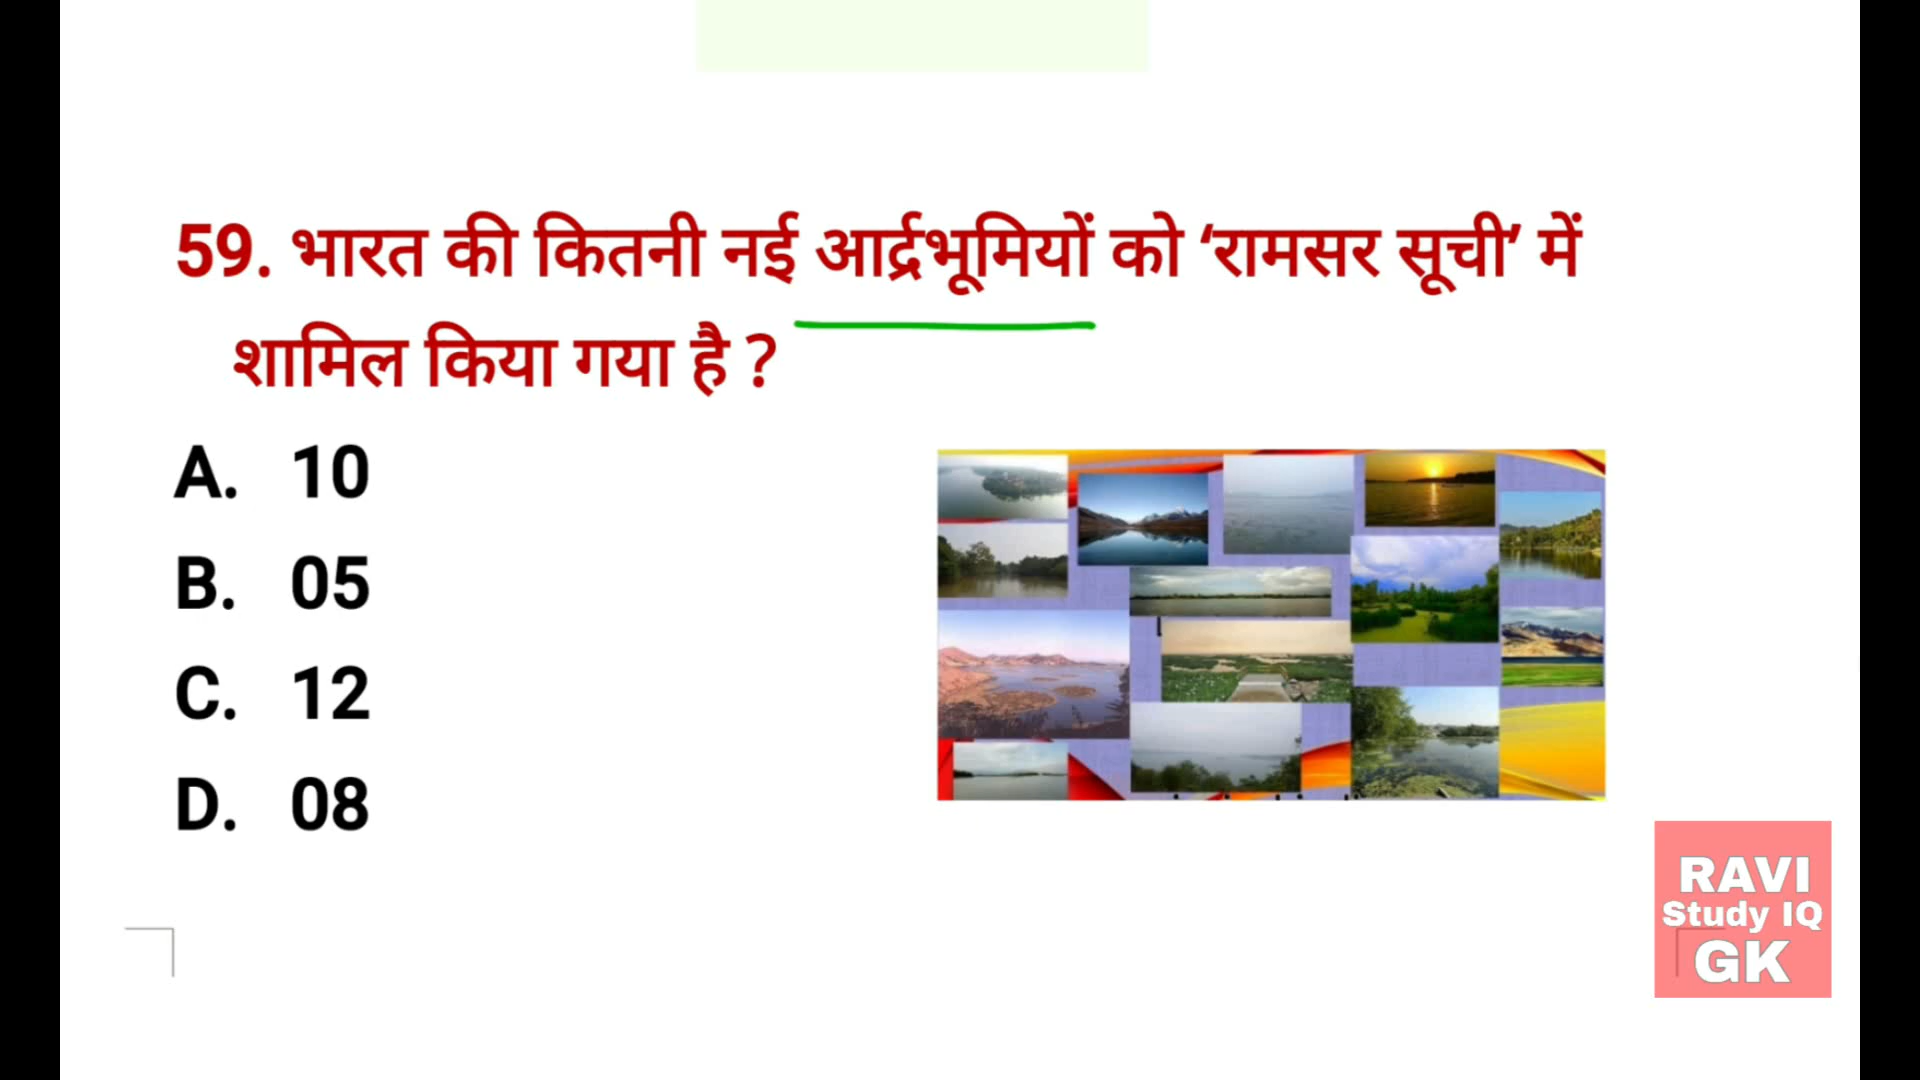 59. भारत की कितनी नई आर्द्रभूमियों को ‘रामसर सूची’ में
शामिल किया गया है ?
A. 10
B. 05
C. 12
D. 08
RAVI
Study IQ
GK